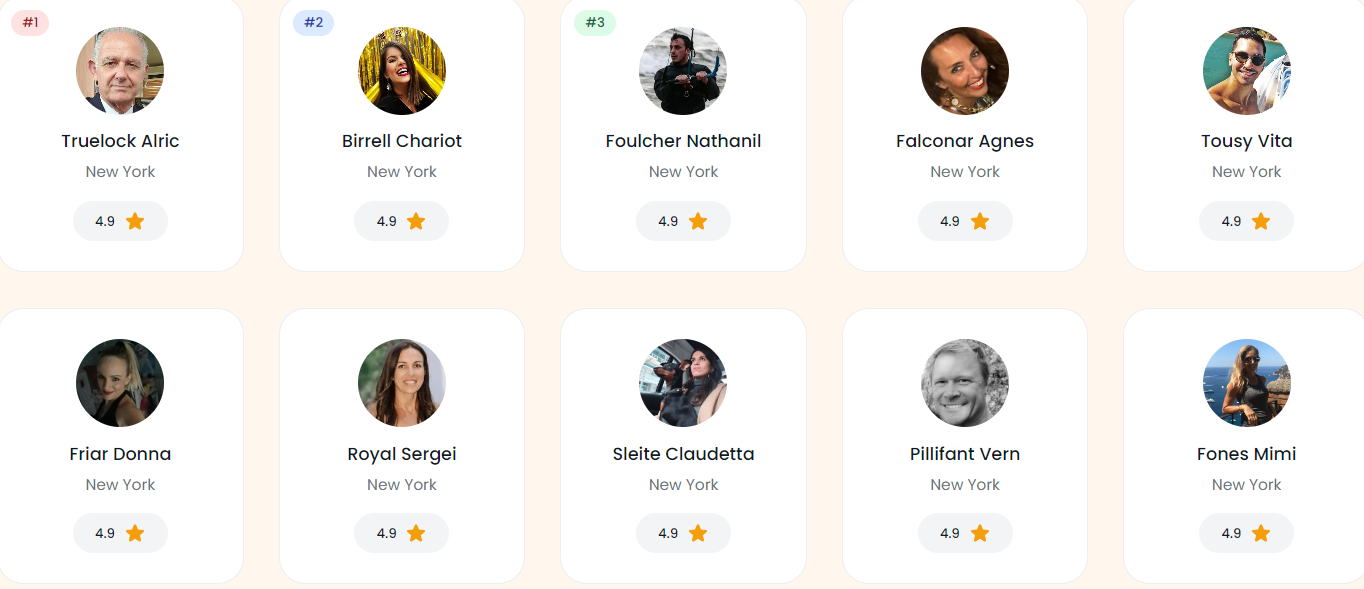 #1
Truelock Alric
New York
4.9
#2
Birrell Chariot
New York
4.9
#3
Foulcher Nathanil
New York
4.9
Falconar Agnes
New York
4.9
Tousy Vita
New York
4.9
Friar Donna
New York
4.9
Royal Sergei
New York
4.9
Sleite Claudetta
New York
4.9
Pillifant Vern
New York
4.9
Fones Mimi
New York
4.9